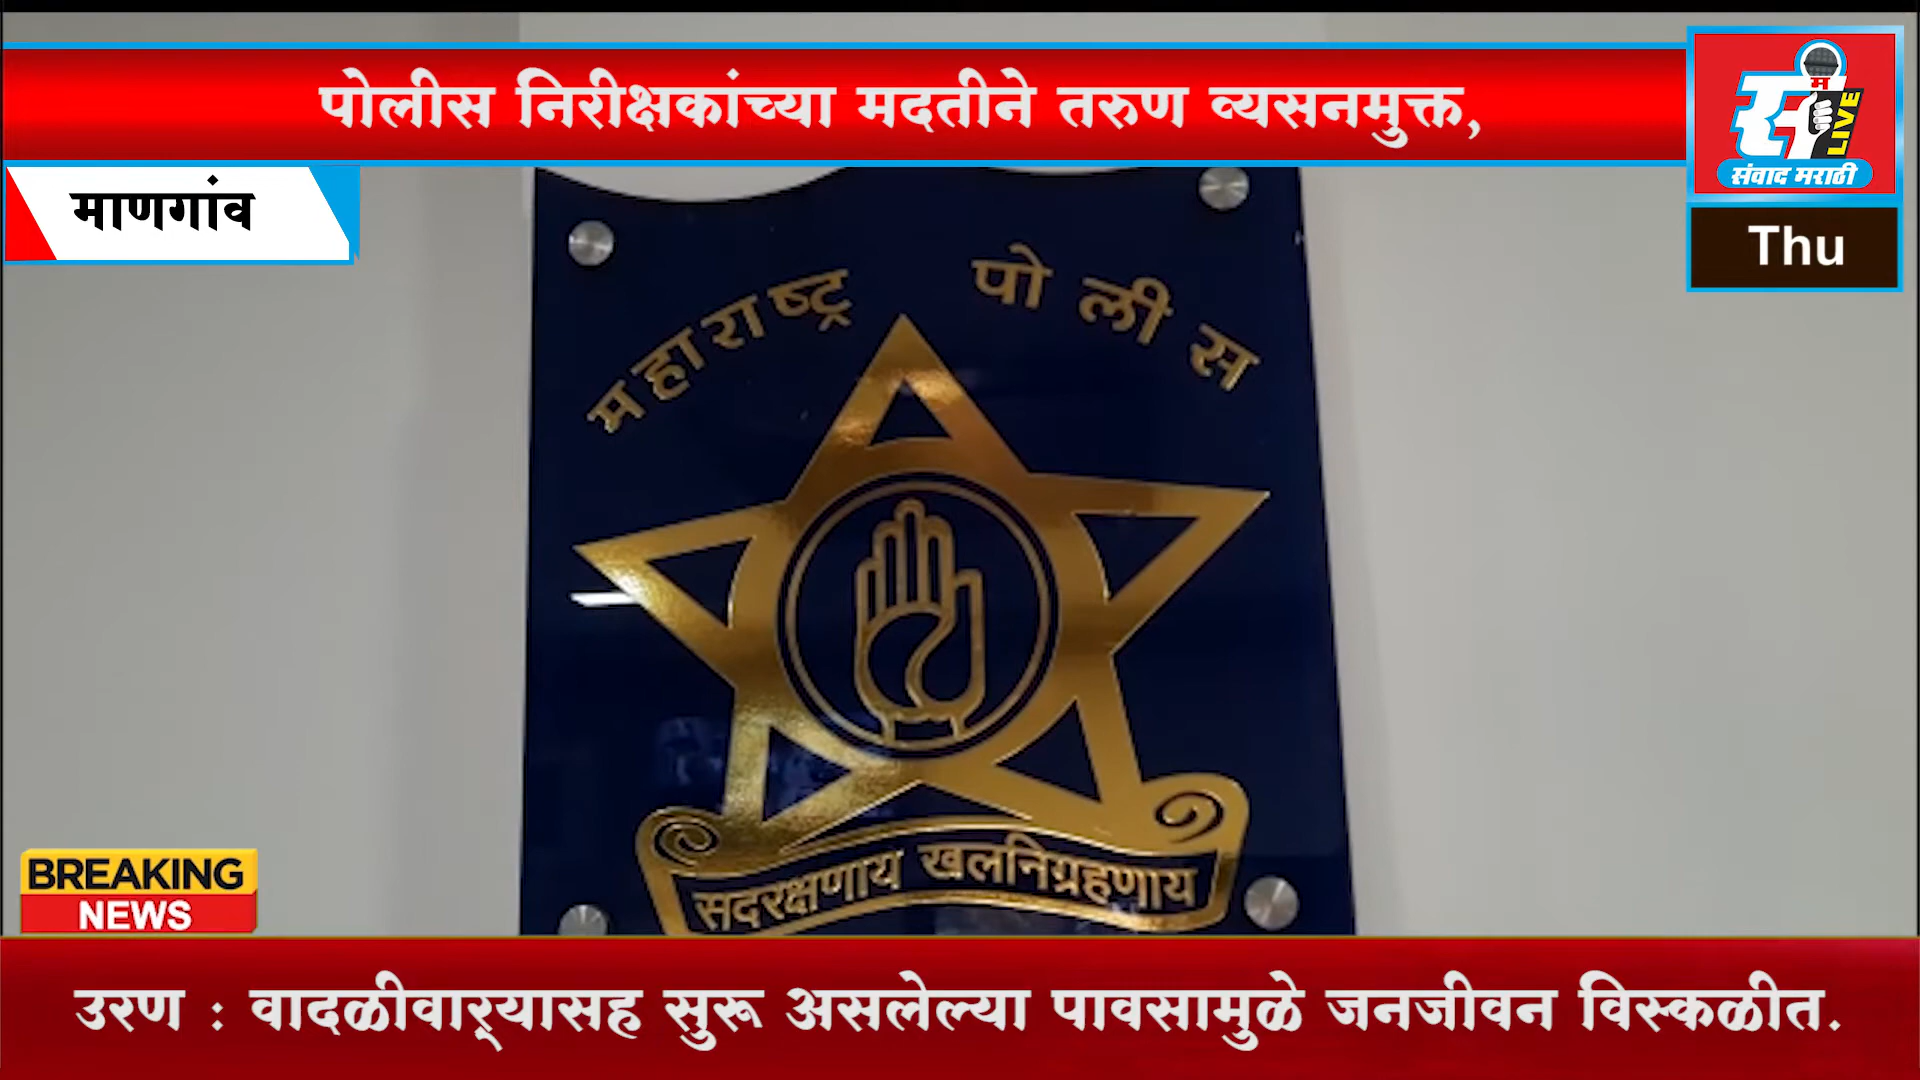 पोलीस निरीक्षकांच्या मदतीने तरुण व्यसनमुक्त,
स म
LIVE
संवाद मराठी
माणगांव
Thu
महाराष्ट्र पोलीस
सदरक्षणाय खलनिग्रहणाय
BREAKING
NEWS
उरण : वादळीवाऱ्यासह सुरू असलेल्या पावसामुळे जनजीवन विस्कळीत.